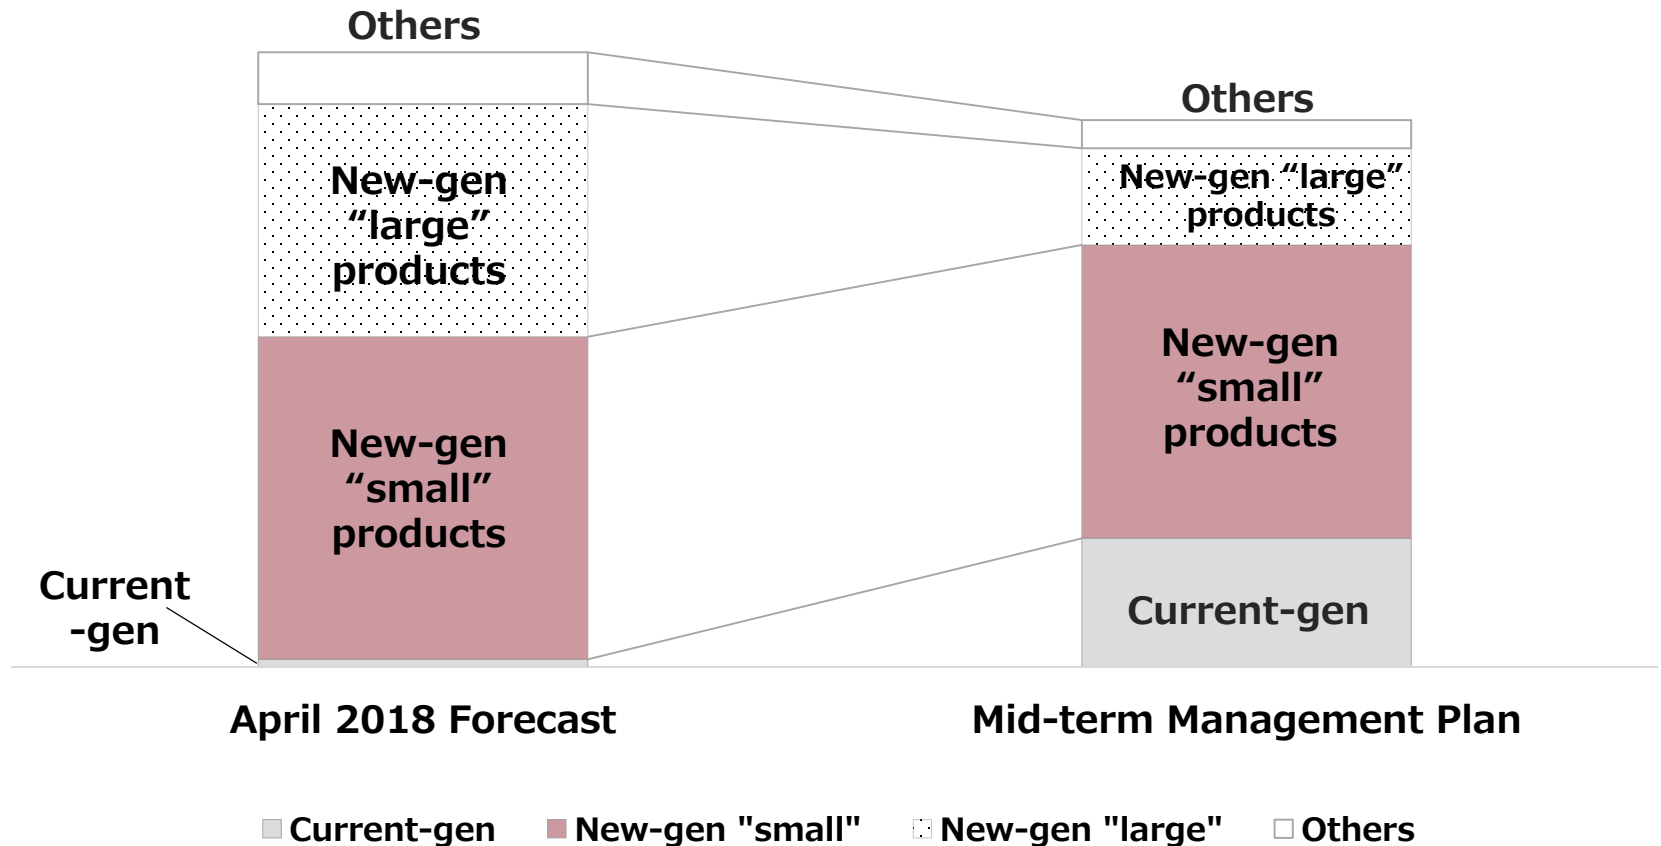 Others
New-gen
“large”
products
New-gen
“small”
products
Current
-gen
Others
New-gen “large”
products
New-gen
“small”
products
Current-gen
April 2018 Forecast
Mid-term Management Plan
Current-gen
New-gen "small"
New-gen "large"
Others